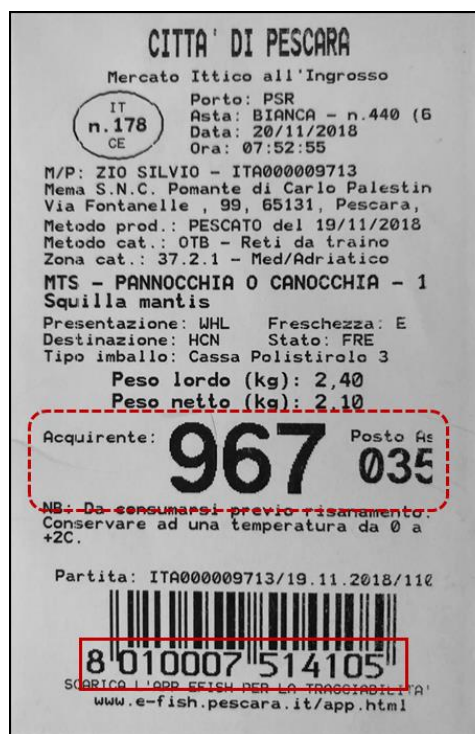 CITTA' DI PESCARA
Mercato Ittico all'Ingrosso
IT
n.178
CE
Porto: PSR
Asta: BIANCA - n.440 (6
Data: 20/11/2018
Ora: 07:52:55
M/P: ZIO SILVIO - ITA000009713
Mema S.N.C. Pomante di Carlo Palestin
Via Fontanelle , 99, 65131, Pescara,
Metodo prod.: PESCATO del 19/11/2018
Metodo cat.: OTB - Reti da traino
Zona cat.: 37.2.1 - Med/Adriatico
MTS - PANNOCCHIA O CANOCCHIA - 1
Squilla mantis
Presentazione: WHL Freschezza: E
Destinazione: HCN Stato: FRE
Tipo imballo: Cassa Polistirolo 3
Peso lordo (kg): 2,40
Peso netto (kg): 2,10
Acquirente: 967 Posto As
035
NB: Da consumarsi previo risanamento.
Conservare ad una temperatura da 0 a
+2C.
Partita: ITA000009713/19.11.2018/110
8 010007 514105
SCARICA L'APP EFISH PER LA TRACCIABILITA'
www.e-fish.pescara.it/app.html